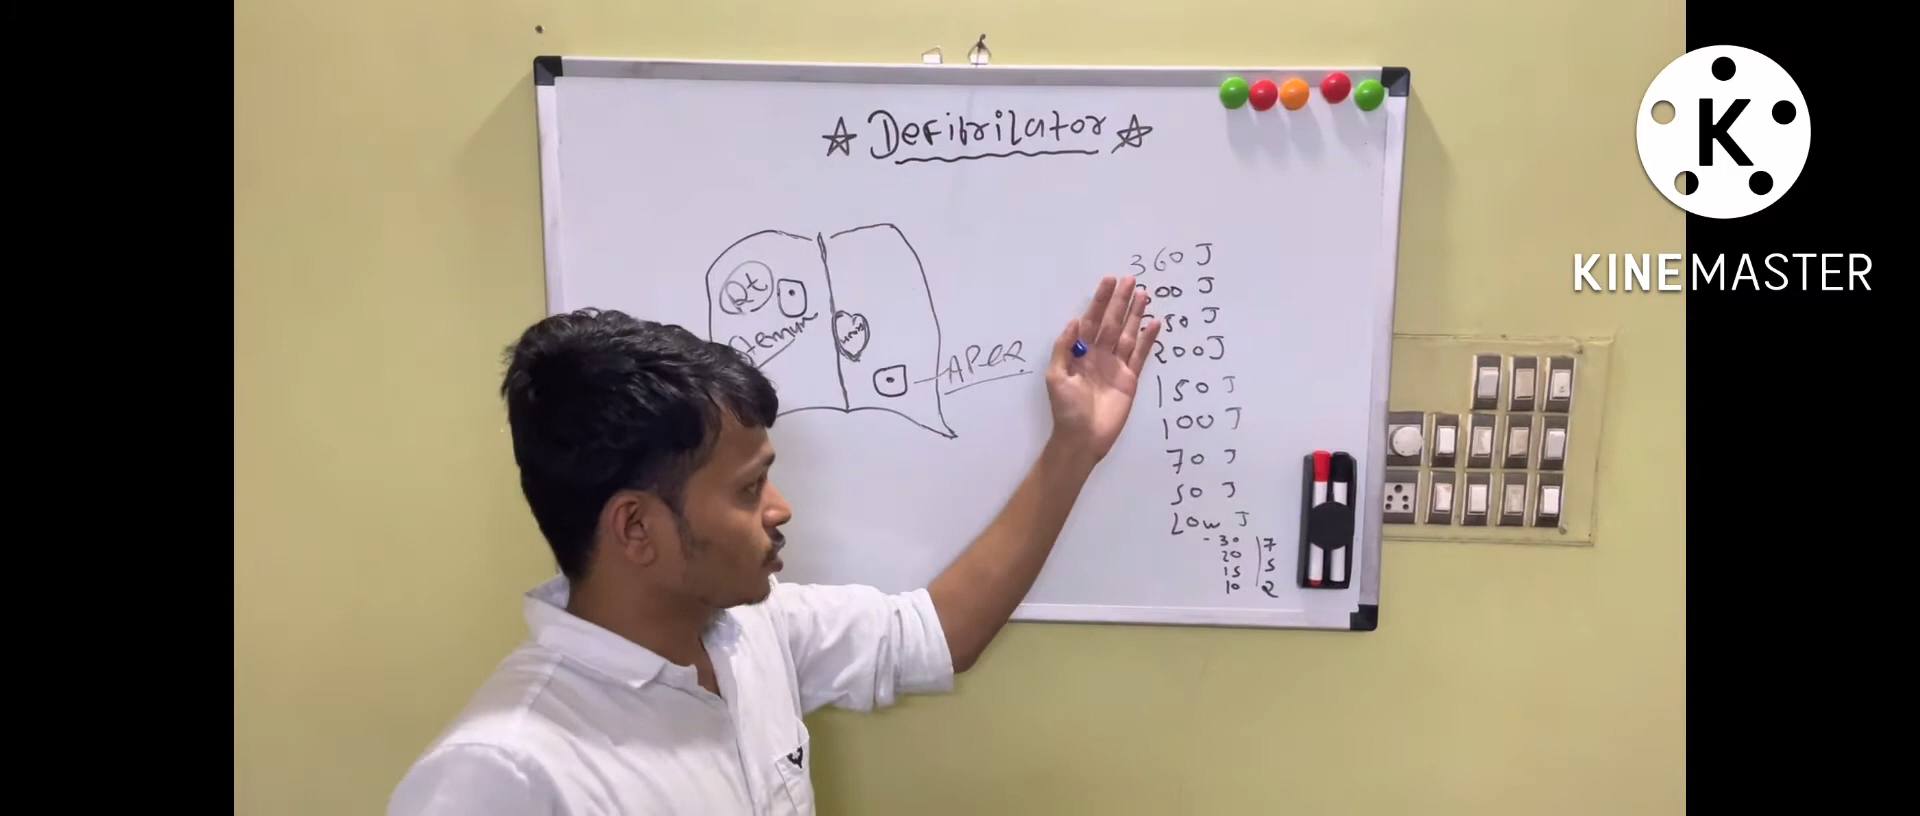 Defibrilator
Rt
Sternum
Heart
APex
360 J
300 J
250 J
200 J
150 J
100 J
70 J
50 J
Low J
- 30 | 7
20 | 5
15
10 | 2
K
KINEMASTER